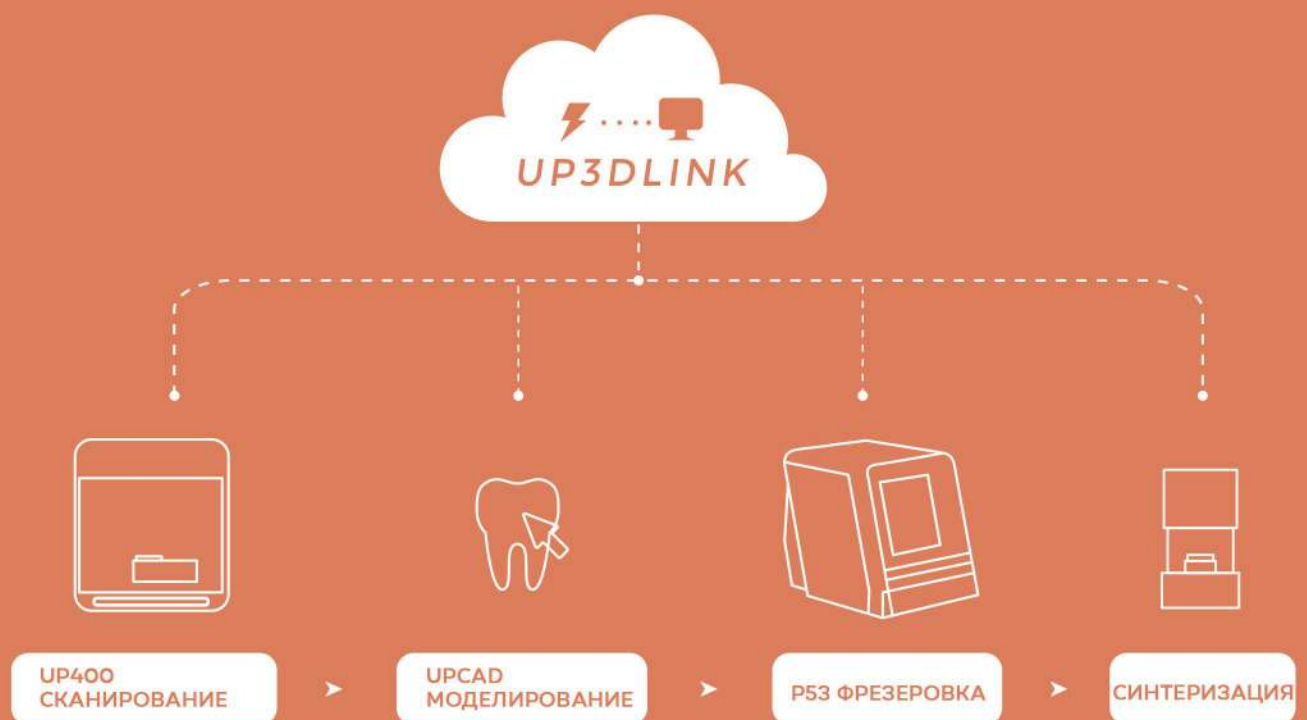 UP3DLINK
UP400
СКАНИРОВАНИЕ
UPCAD
МОДЕЛИРОВАНИЕ
P53 ФРЕЗЕРОВКА
СИНТЕРИЗАЦИЯ